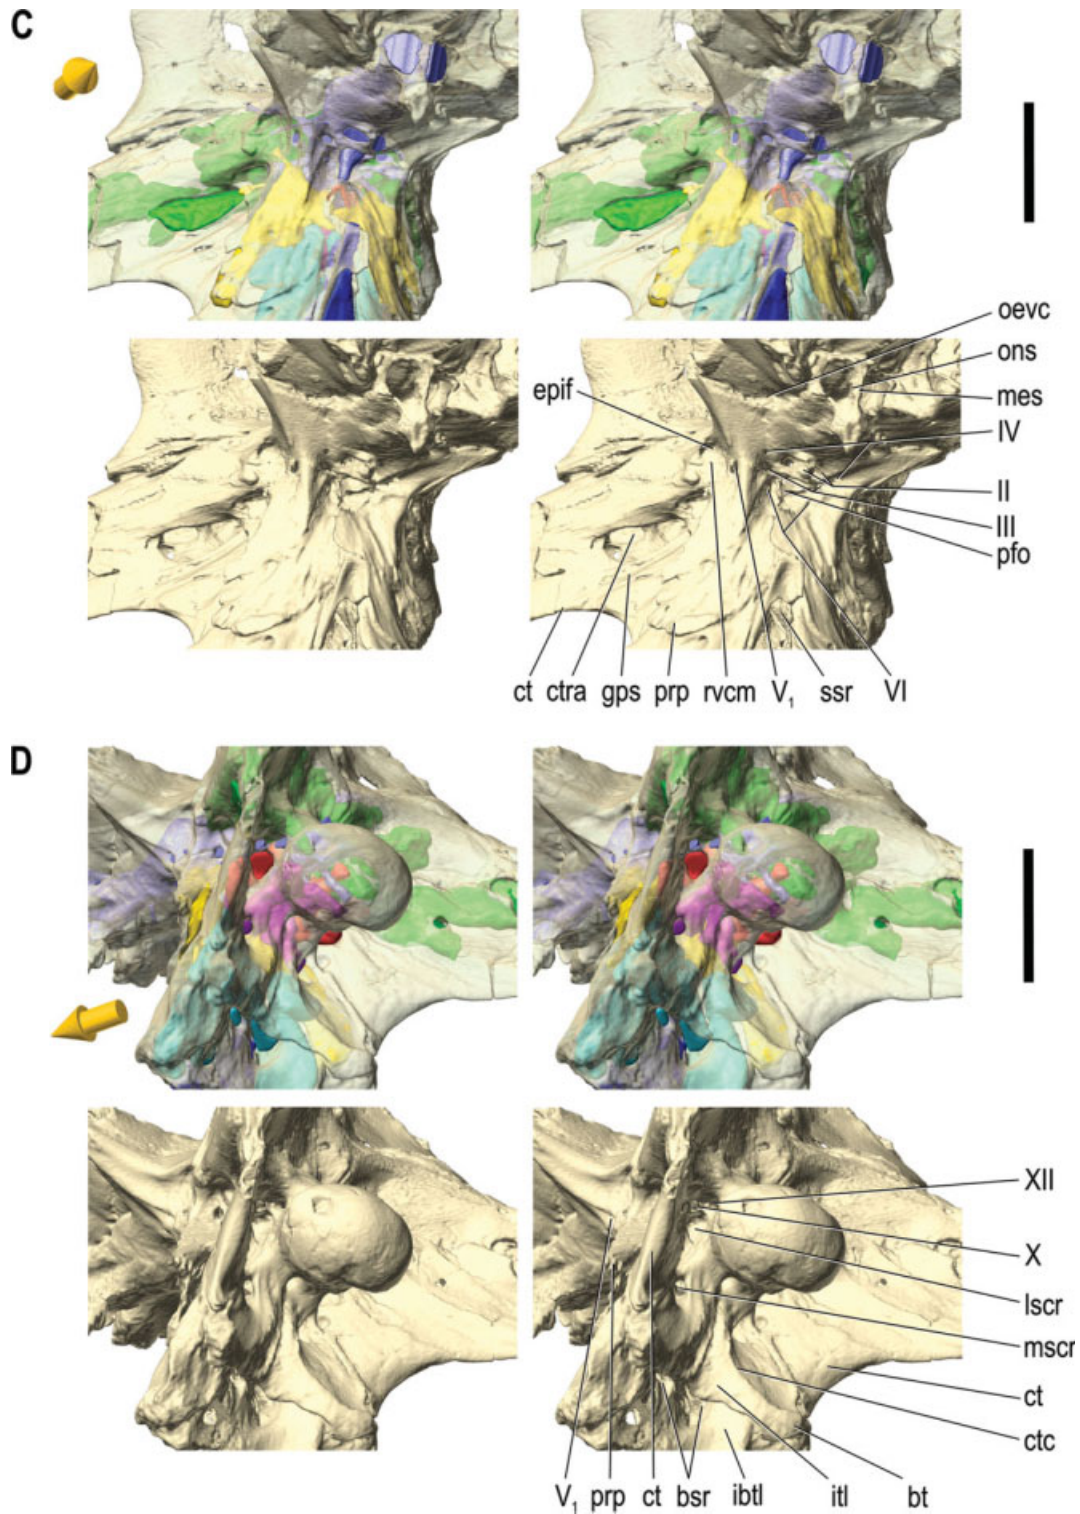 C
oevc
ons
mes
epif
IV
II
III
pfo
ct ctra gps prp rvcm V₁ ssr VI
D
XII
X
lscr
mscr
ct
ctc
V₁ prp ct bsr ibtl itl bt